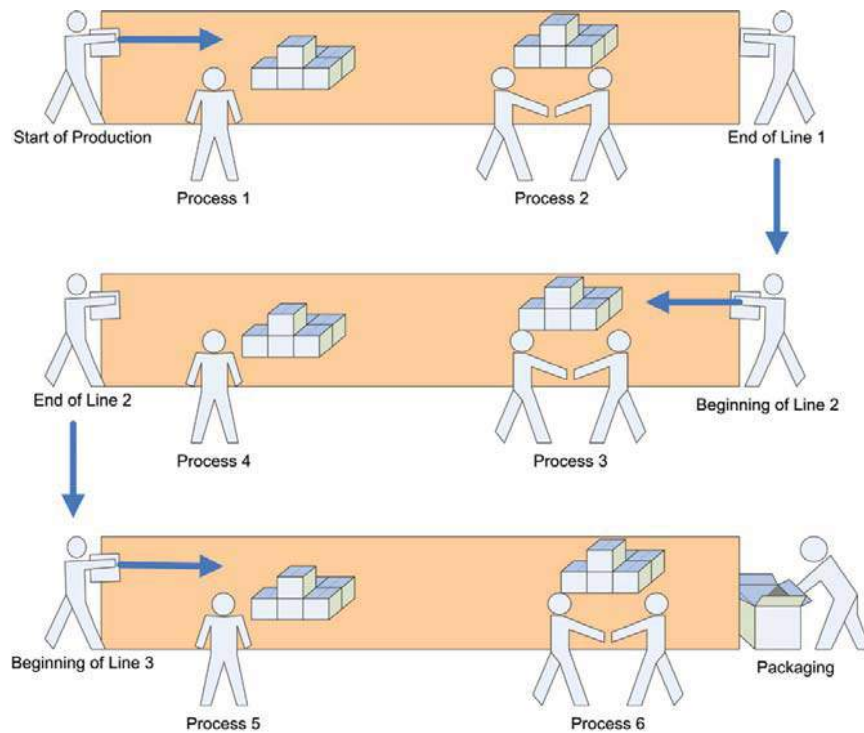 Start of Production
End of Line 1
Process 1
Process 2
End of Line 2
Beginning of Line 2
Process 4
Process 3
Beginning of Line 3
Packaging
Process 5
Process 6